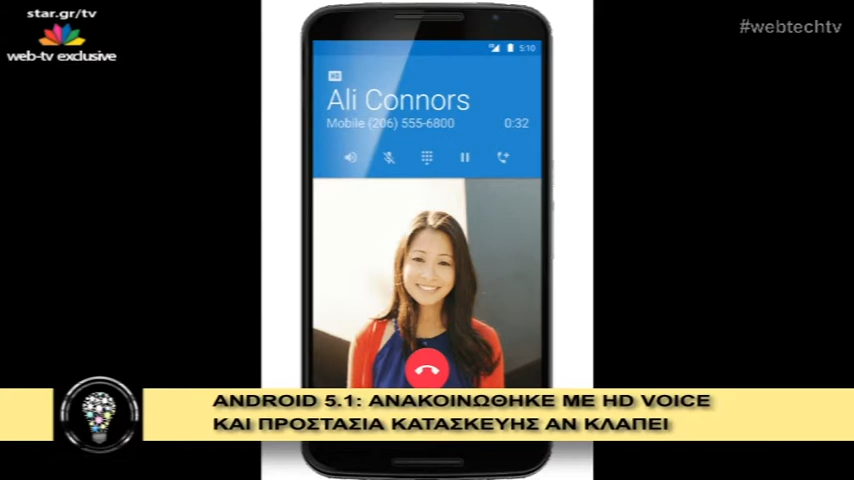 star.gr/tv
web-tv exclusive
#webtechtv
5:10
HD
Ali Connors
Mobile (206) 555-6800
0:32
ANDROID 5.1: ΑΝΑΚΟΙΝΩΘΗΚΕ ΜΕ HD VOICE
ΚΑΙ ΠΡΟΣΤΑΣΙΑ ΚΑΤΑΣΚΕΥΗΣ ΑΝ ΚΛΑΠΕΙ